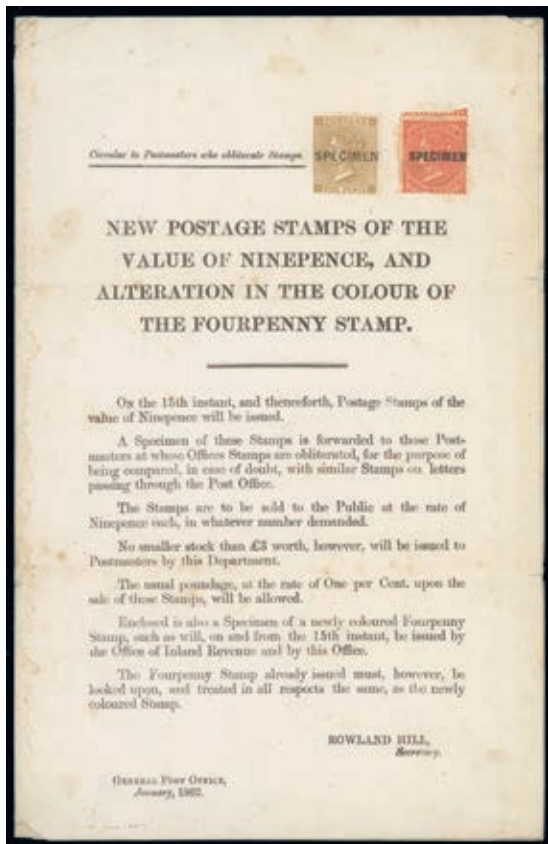 Circular to Postmasters who obliterate Stamps.
SPECIMEN
SPECIMEN
NEW POSTAGE STAMPS OF THE
VALUE OF NINEPENCE, AND
ALTERATION IN THE COLOUR OF
THE FOURPENNY STAMP.
On the 15th instant, and thenceforth, Postage Stamps of the
value of Ninepence will be issued.
A Specimen of these Stamps is forwarded to those Post-
masters at whose Offices Stamps are obliterated, for the purpose of
being compared, in case of doubt, with similar Stamps on letters
passing through the Post Office.
The Stamps are to be sold to the Public at the rate of
Ninepence each, in whatever number demanded.
No smaller stock than £3 worth, however, will be issued to
Postmasters by this Department.
The usual poundage, at the rate of One per Cent. upon the
sale of these Stamps, will be allowed.
Enclosed is also a Specimen of a newly coloured Fourpenny
Stamp, such as will, on and from the 15th instant, be issued by
the Office of Inland Revenue and by this Office.
The Fourpenny Stamp already issued must, however, be
looked upon, and treated in all respects the same, as the newly
coloured Stamp.
ROWLAND HILL,
Secretary.
General Post Office,
January, 1862.